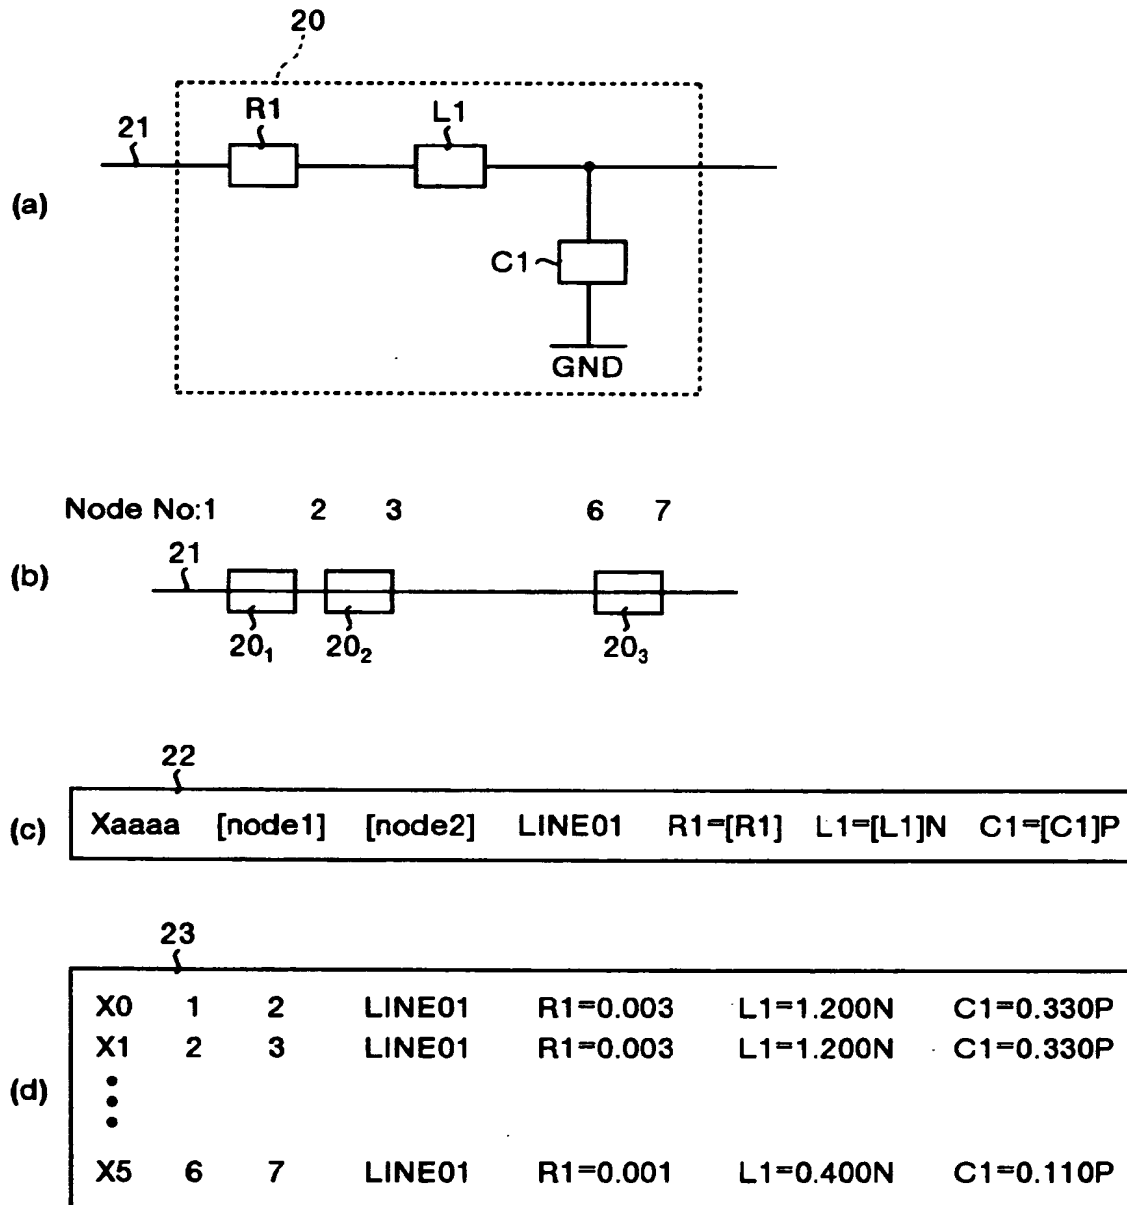 20
R1
L1
21
(a)
C1
GND
Node No:1 2 3 6 7
21
(b)
20₁ 20₂ 20₃
22
(c) Xaaaa [node1] [node2] LINE01 R1=[R1] L1=[L1]N C1=[C1]P
23
X0 1 2 LINE01 R1=0.003 L1=1.200N C1=0.330P
X1 2 3 LINE01 R1=0.003 L1=1.200N C1=0.330P
(d)
X5 6 7 LINE01 R1=0.001 L1=0.400N C1=0.110P